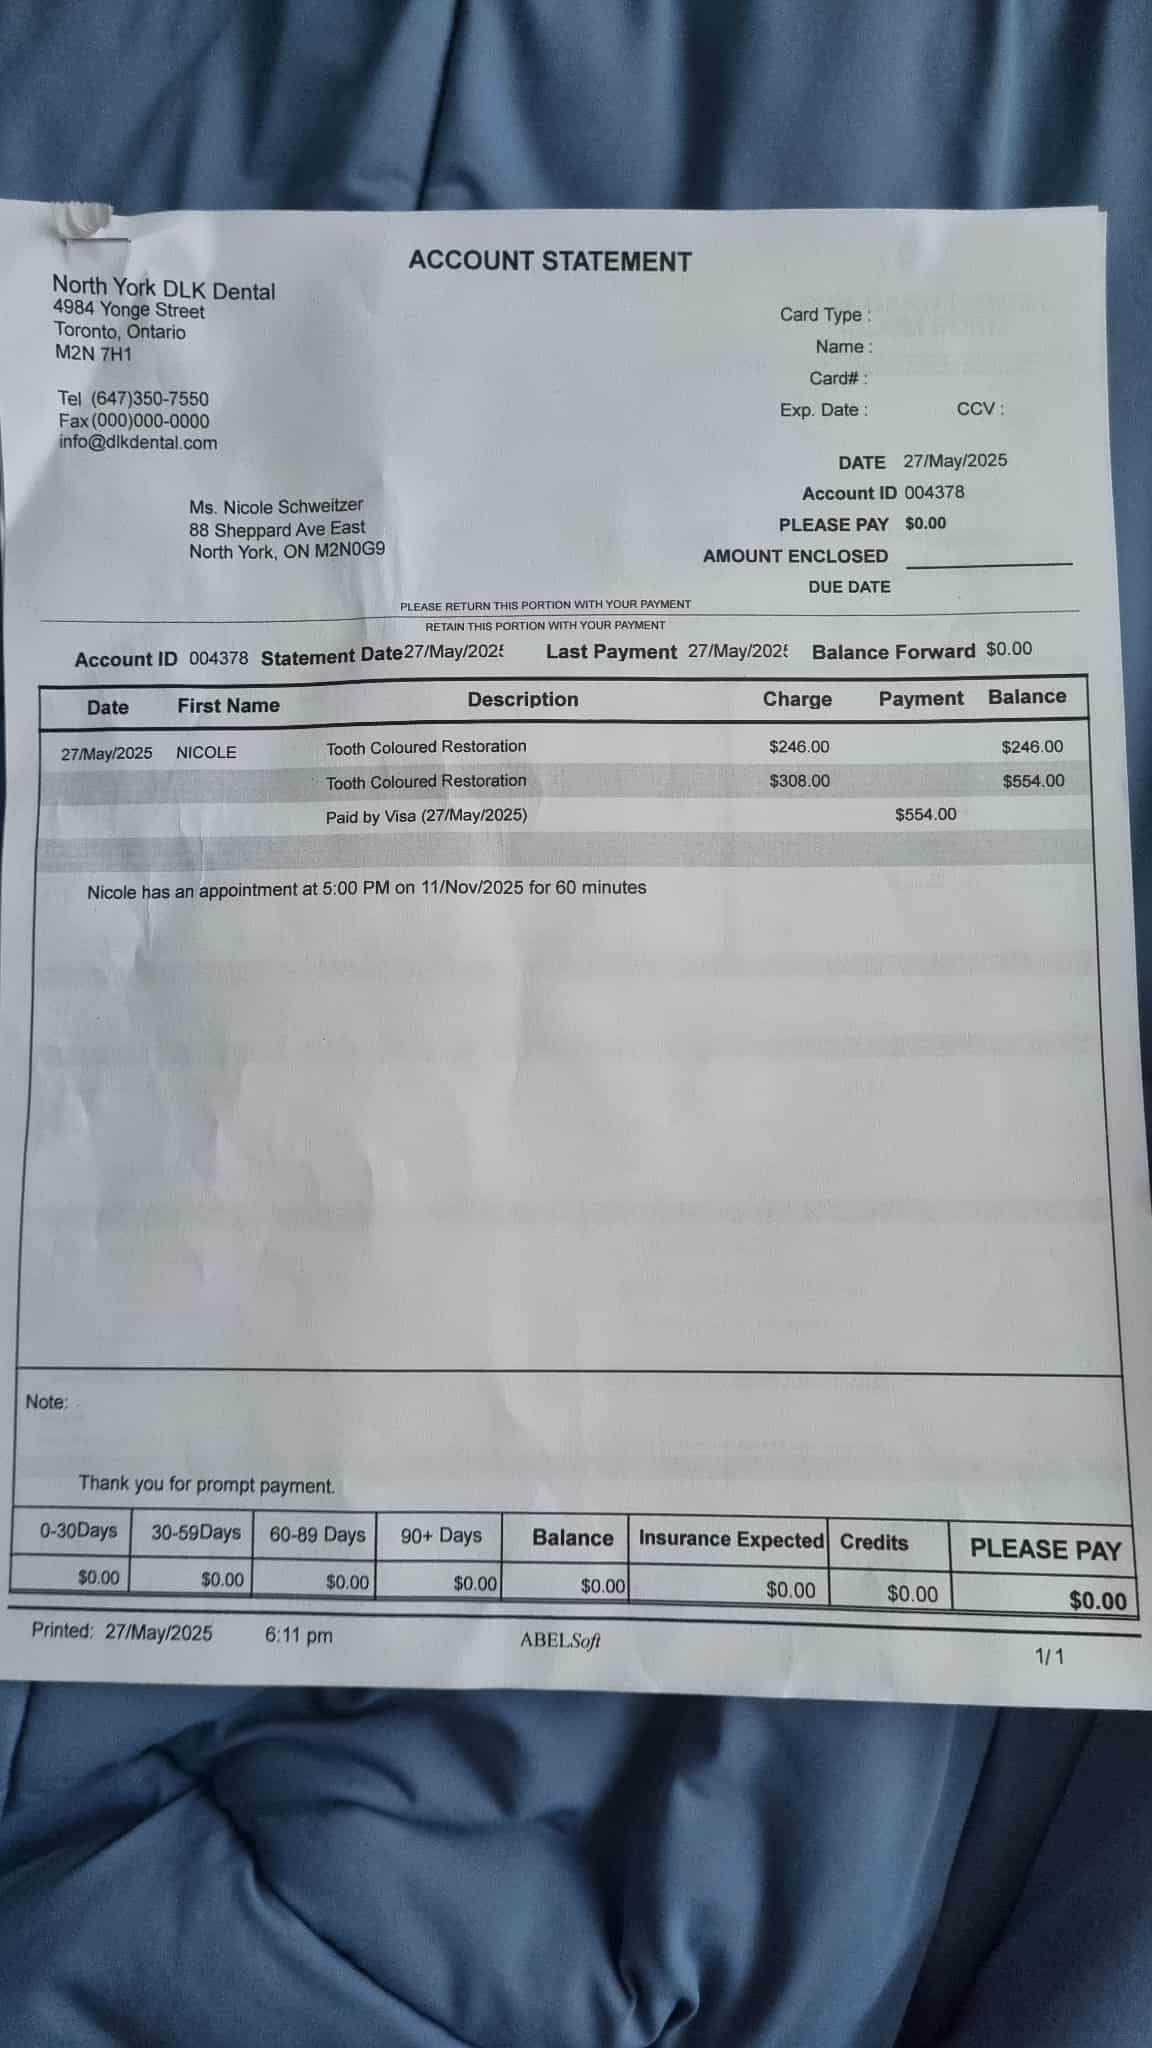 ACCOUNT STATEMENT
North York DLK Dental
4984 Yonge Street
Toronto, Ontario
M2N 7H1
Tel (647)350-7550
Fax (000)000-0000
info@dlkdental.com
Card Type :
Name :
Card# :
Exp. Date : CCV :
DATE 27/May/2025
Account ID 004378
PLEASE PAY $0.00
AMOUNT ENCLOSED
DUE DATE
Ms. Nicole Schweitzer
88 Sheppard Ave East
North York, ON M2N0G9
PLEASE RETURN THIS PORTION WITH YOUR PAYMENT
RETAIN THIS PORTION WITH YOUR PAYMENT
Account ID 004378 Statement Date 27/May/2025 Last Payment 27/May/2025 Balance Forward $0.00
Date First Name Description Charge Payment Balance
27/May/2025 NICOLE Tooth Coloured Restoration $246.00 $246.00
Tooth Coloured Restoration $308.00 $554.00
Paid by Visa (27/May/2025) $554.00
Nicole has an appointment at 5:00 PM on 11/Nov/2025 for 60 minutes
Note:
Thank you for prompt payment.
0-30Days 30-59Days 60-89 Days 90+ Days Balance Insurance Expected Credits PLEASE PAY
$0.00 $0.00 $0.00 $0.00 $0.00 $0.00 $0.00 $0.00
Printed: 27/May/2025 6:11 pm ABELSoft 1/1